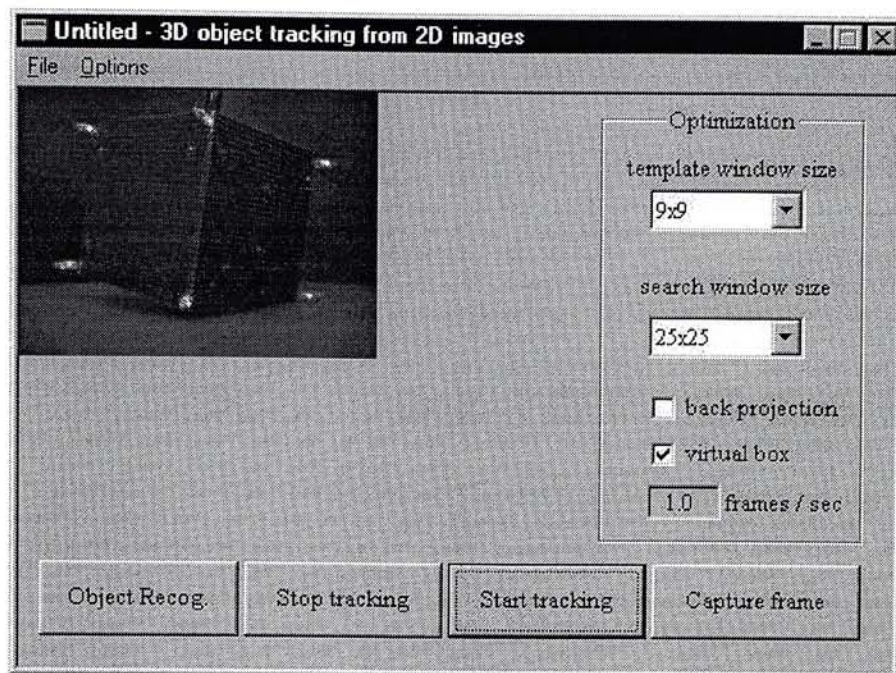 Untitled - 3D object tracking from 2D images
File Options
Optimization
template window size
9x9
search window size
25x25
back projection
virtual box
1.0 frames / sec
Object Recog.
Stop tracking
Start tracking
Capture frame